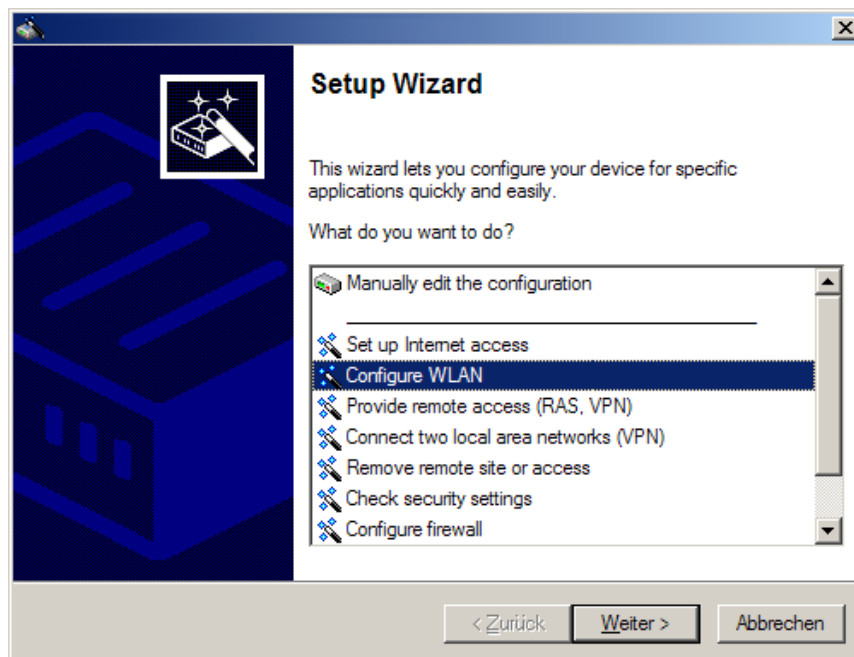 Setup Wizard
This wizard lets you configure your device for specific
applications quickly and easily.
What do you want to do?
Manually edit the configuration
Set up Internet access
Configure WLAN
Provide remote access (RAS, VPN)
Connect two local area networks (VPN)
Remove remote site or access
Check security settings
Configure firewall
< Zurück
Weiter >
Abbrechen